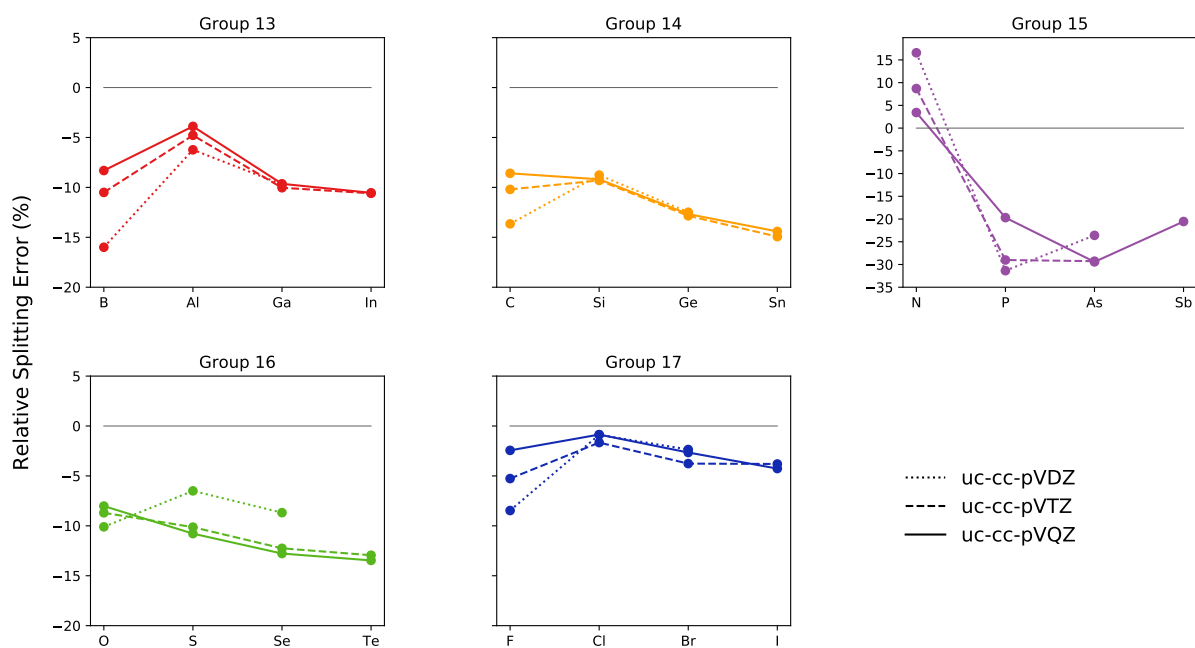 Group 13
5
0
−5
−10
−15
−20
B Al Ga In
Group 14
C Si Ge Sn
Group 15
15
10
5
0
−5
−10
−15
−20
−25
−30
−35
N P As Sb
Relative Splitting Error (%)
Group 16
5
0
−5
−10
−15
−20
O S Se Te
Group 17
F Cl Br I
uc-cc-pVDZ
uc-cc-pVTZ
uc-cc-pVQZ